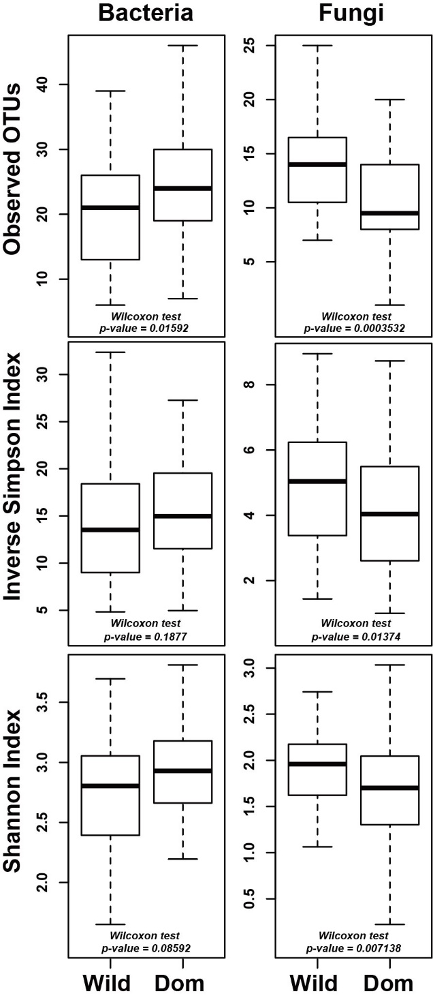 Bacteria
Fungi
Observed OTUs
40
30
20
10
Wilcoxon test
p-value = 0.01592
25
20
15
10
5
Wilcoxon test
p-value = 0.0003532
Inverse Simpson Index
30
25
20
15
10
5
Wilcoxon test
p-value = 0.1877
8
6
4
2
Wilcoxon test
p-value = 0.01374
Shannon Index
3.5
3.0
2.5
2.0
Wilcoxon test
p-value = 0.08592
3.0
2.5
2.0
1.5
1.0
0.5
Wilcoxon test
p-value = 0.007138
Wild Dom
Wild Dom